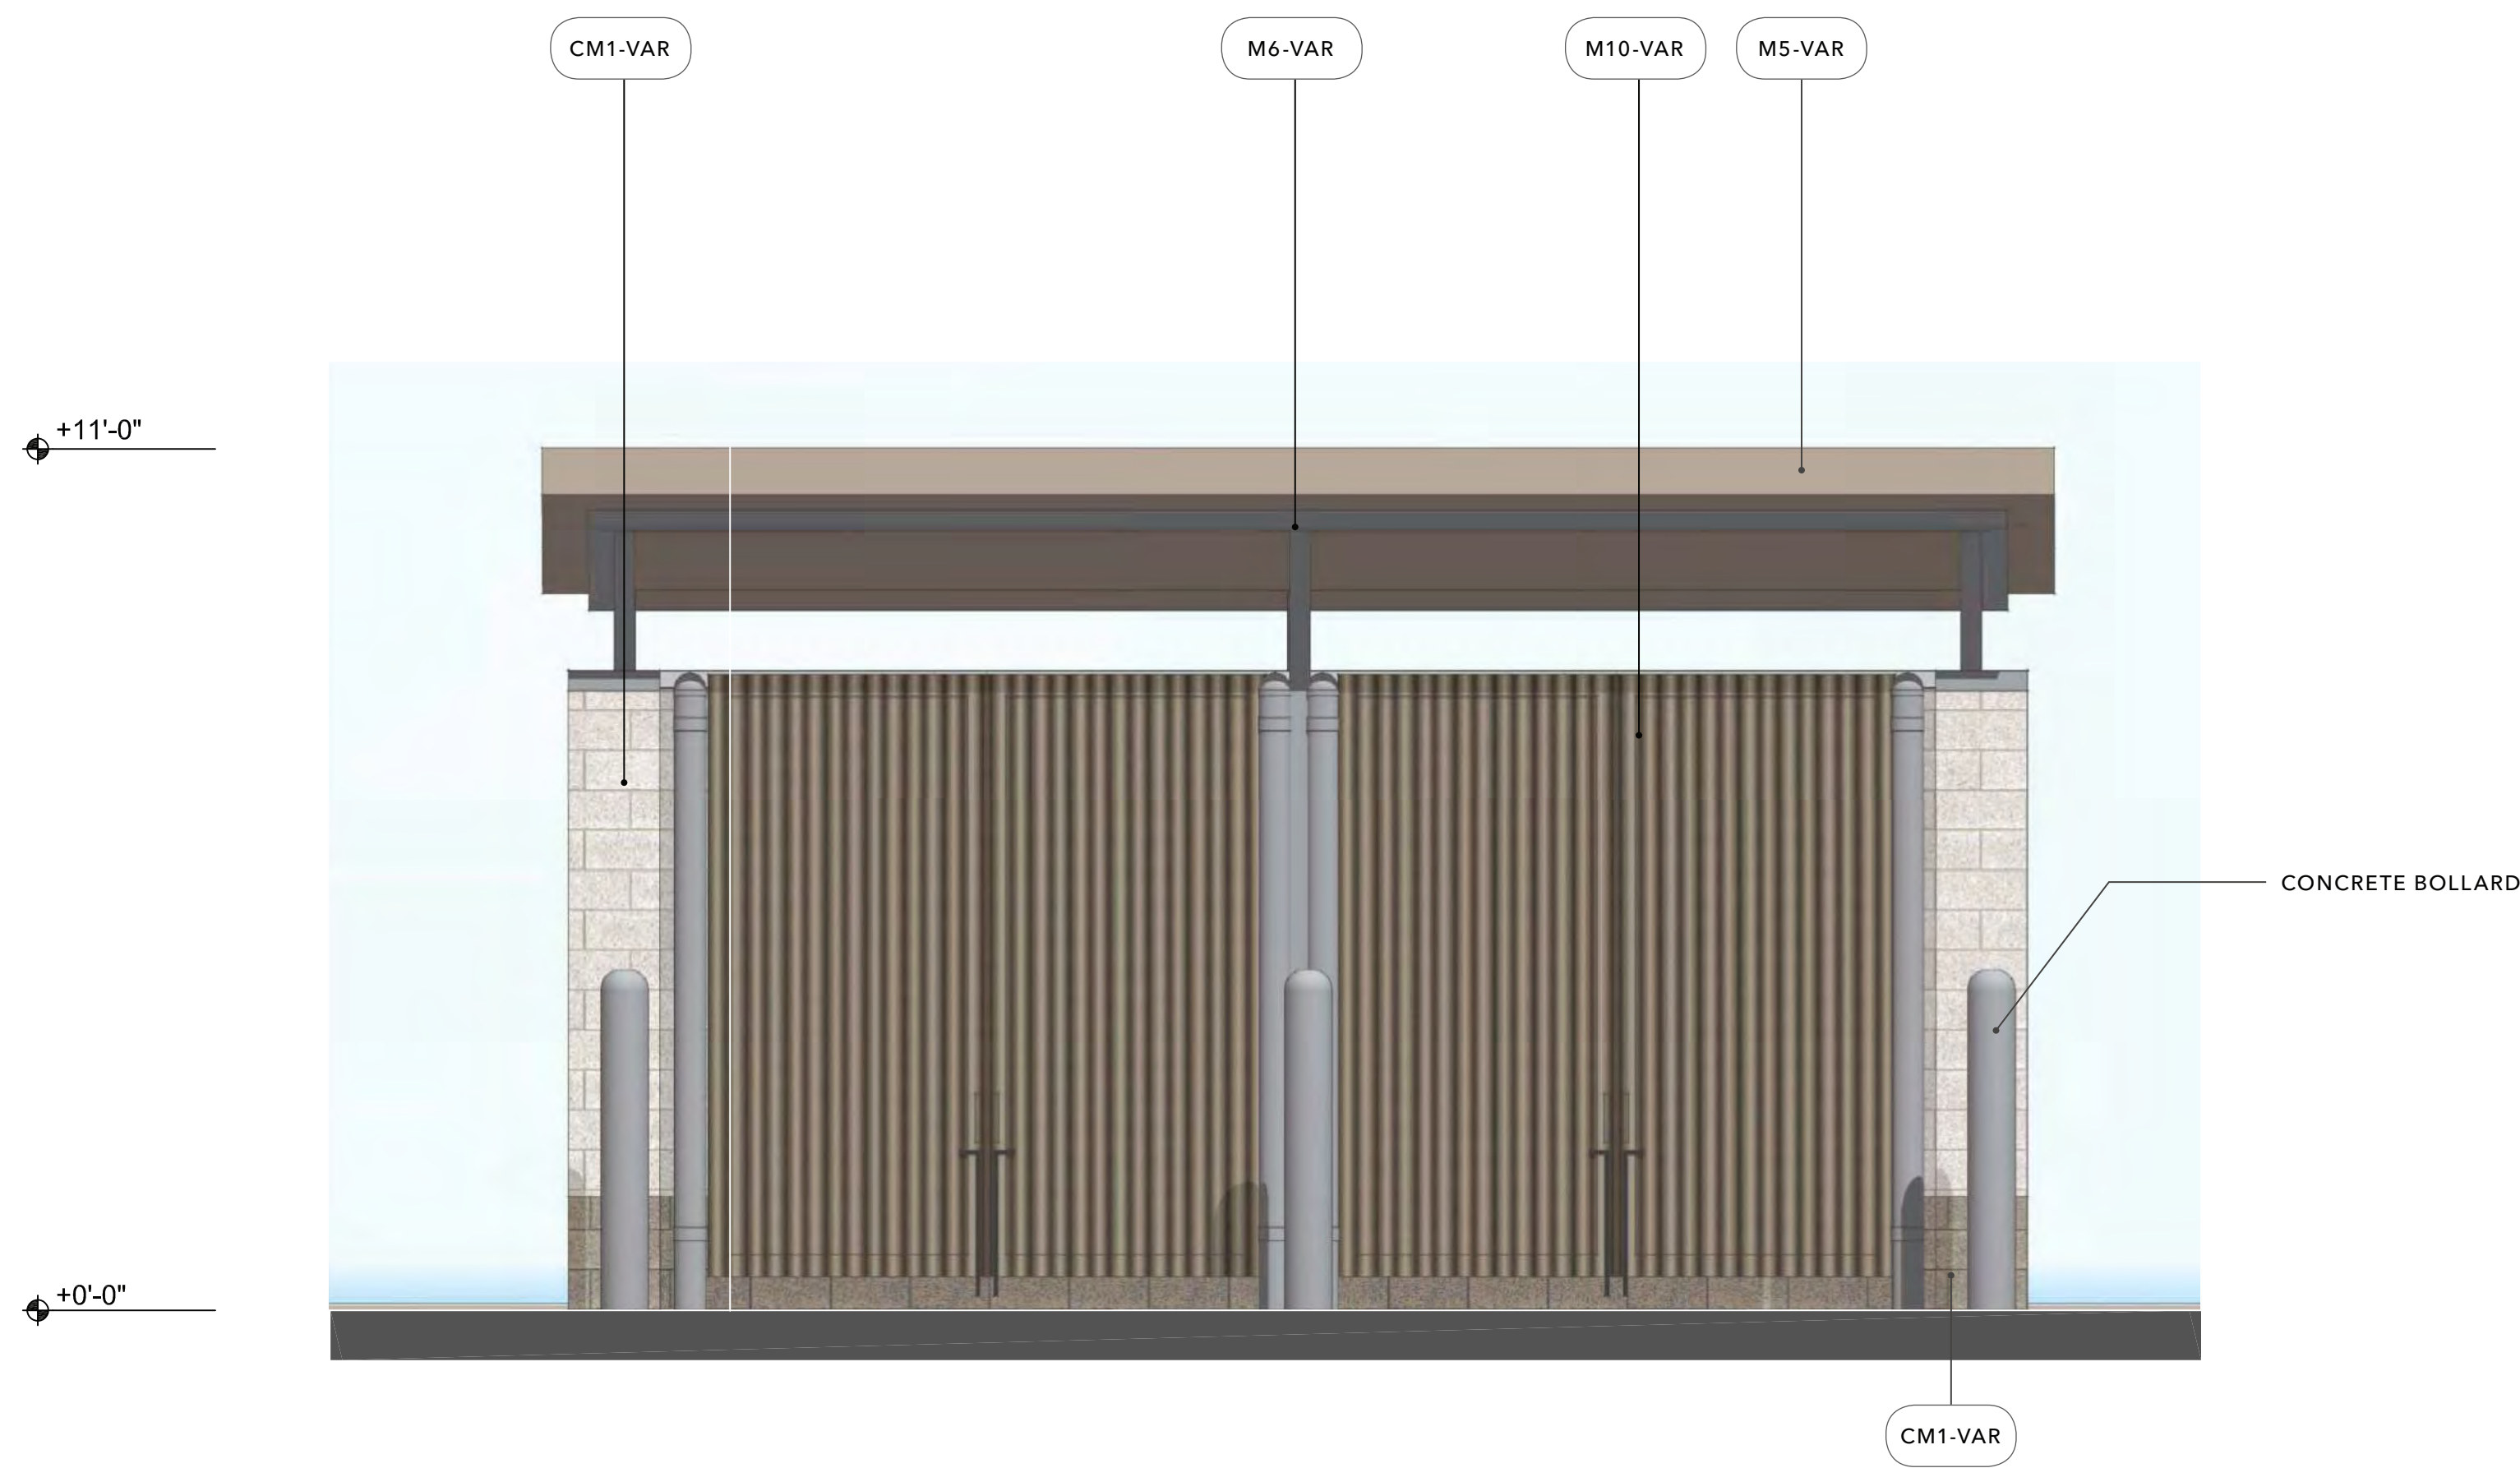 CM1-VAR
M6-VAR
M10-VAR
M5-VAR
+11'-0"
CONCRETE BOLLARD
+0'-0"
CM1-VAR